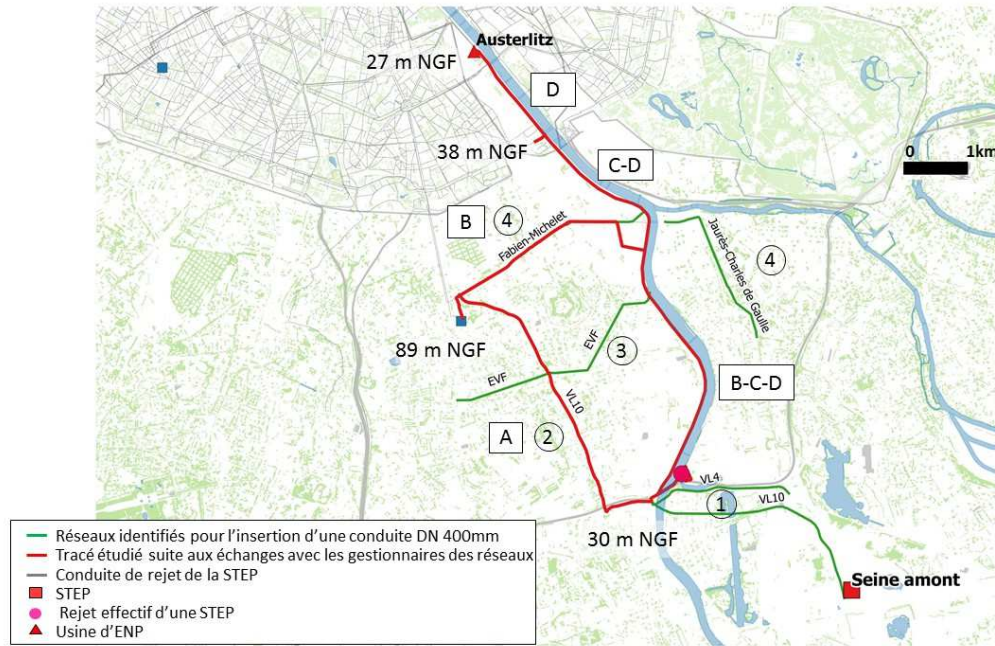 Austerlitz
27 m NGF
D
38 m NGF
0 1km
C-D
B 4
Fabien-Michelet
Jaurès-Charles de Gaulle
4
89 m NGF
EVF
3
EVF
B-C-D
VL10
A 2
VL4
1
VL10
30 m NGF
Seine amont
Réseaux identifiés pour l'insertion d'une conduite DN 400mm
Tracé étudié suite aux échanges avec les gestionnaires des réseaux
Conduite de rejet de la STEP
STEP
Rejet effectif d'une STEP
Usine d'ENP